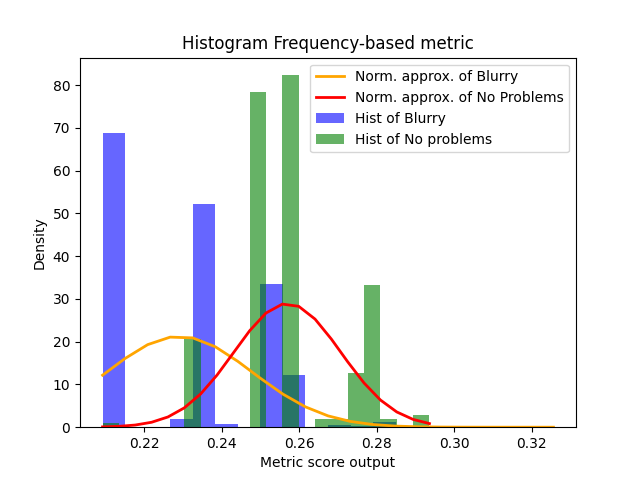 Histogram Frequency-based metric
Norm. approx. of Blurry
Norm. approx. of No Problems
Hist of Blurry
Hist of No problems
Density
80
70
60
50
40
30
20
10
0
0.22 0.24 0.26 0.28 0.30 0.32
Metric score output